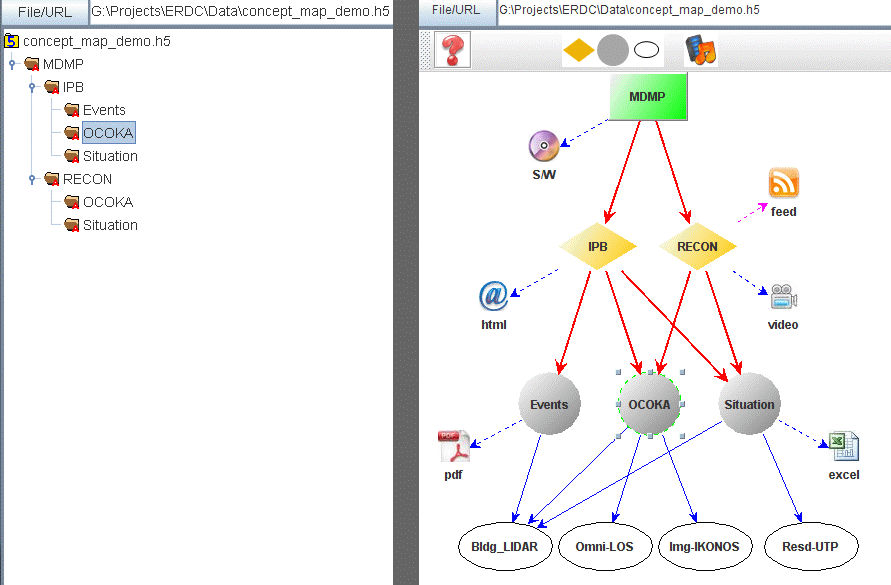 File/URL G:\Projects\ERDC\Data\concept_map_demo.h5
5 concept_map_demo.h5
MDMP
IPB
Events
OCOKA
Situation
RECON
OCOKA
Situation
File/URL G:\Projects\ERDC\Data\concept_map_demo.h5
MDMP
S/W
feed
IPB RECON
html video
Events OCOKA Situation
PDF
pdf excel
Bldg_LIDAR Omni-LOS Img-IKONOS Resd-UTP